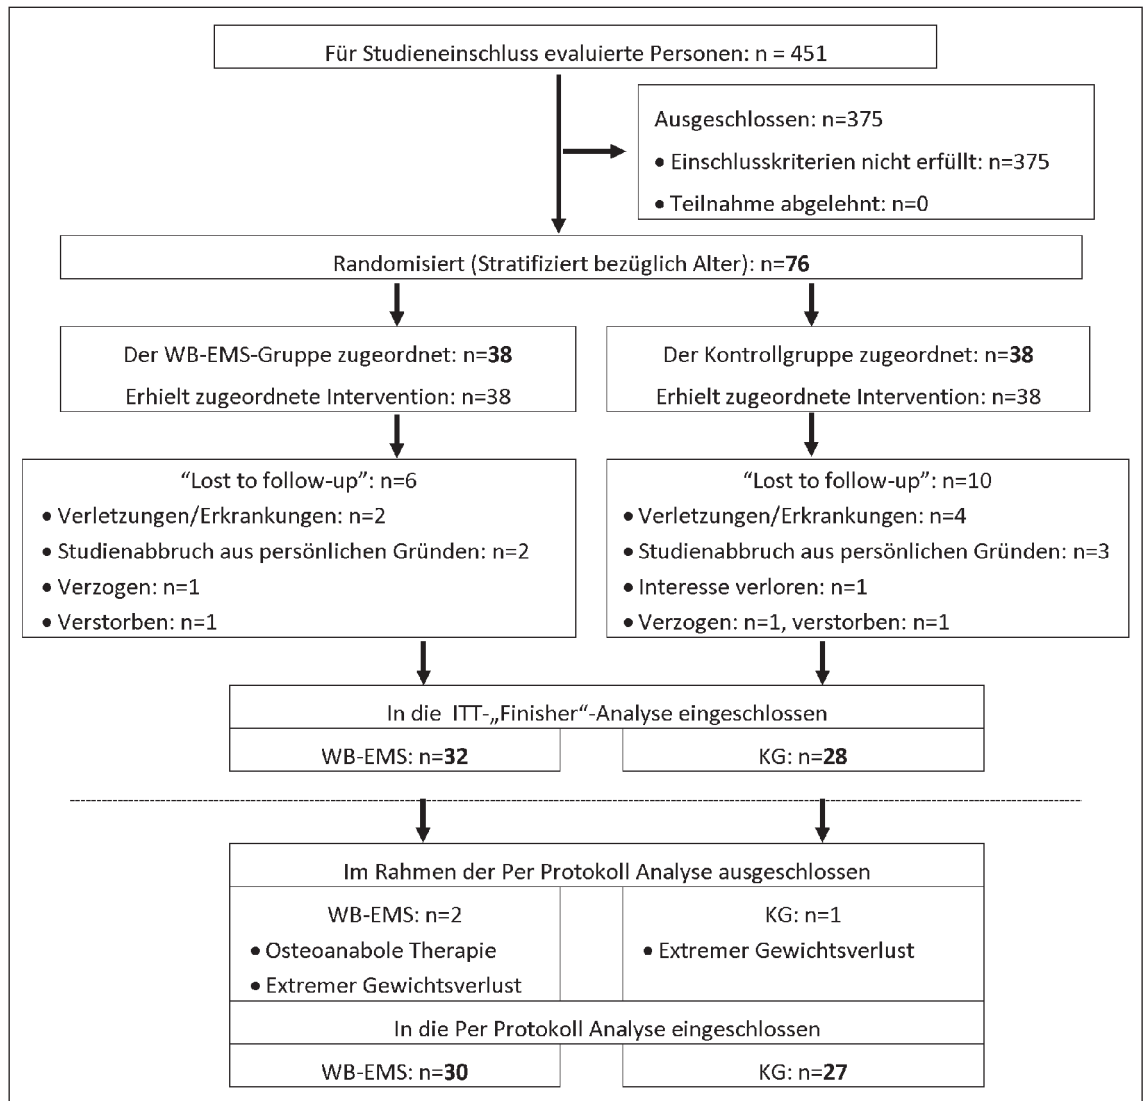 Für Studieneinschluss evaluierte Personen: n = 451
Ausgeschlossen: n=375
• Einschlusskriterien nicht erfüllt: n=375
• Teilnahme abgelehnt: n=0
Randomisiert (Stratifiziert bezüglich Alter): n=76
Der WB-EMS-Gruppe zugeordnet: n=38
Erhielt zugeordnete Intervention: n=38
Der Kontrollgruppe zugeordnet: n=38
Erhielt zugeordnete Intervention: n=38
“Lost to follow-up”: n=6
• Verletzungen/Erkrankungen: n=2
• Studienabbruch aus persönlichen Gründen: n=2
• Verzogen: n=1
• Verstorben: n=1
“Lost to follow-up”: n=10
• Verletzungen/Erkrankungen: n=4
• Studienabbruch aus persönlichen Gründen: n=3
• Interesse verloren: n=1
• Verzogen: n=1, verstorben: n=1
In die ITT-„Finisher“-Analyse eingeschlossen
WB-EMS: n=32
KG: n=28
Im Rahmen der Per Protokoll Analyse ausgeschlossen
WB-EMS: n=2
• Osteoanabole Therapie
• Extremer Gewichtsverlust
KG: n=1
• Extremer Gewichtsverlust
In die Per Protokoll Analyse eingeschlossen
WB-EMS: n=30
KG: n=27